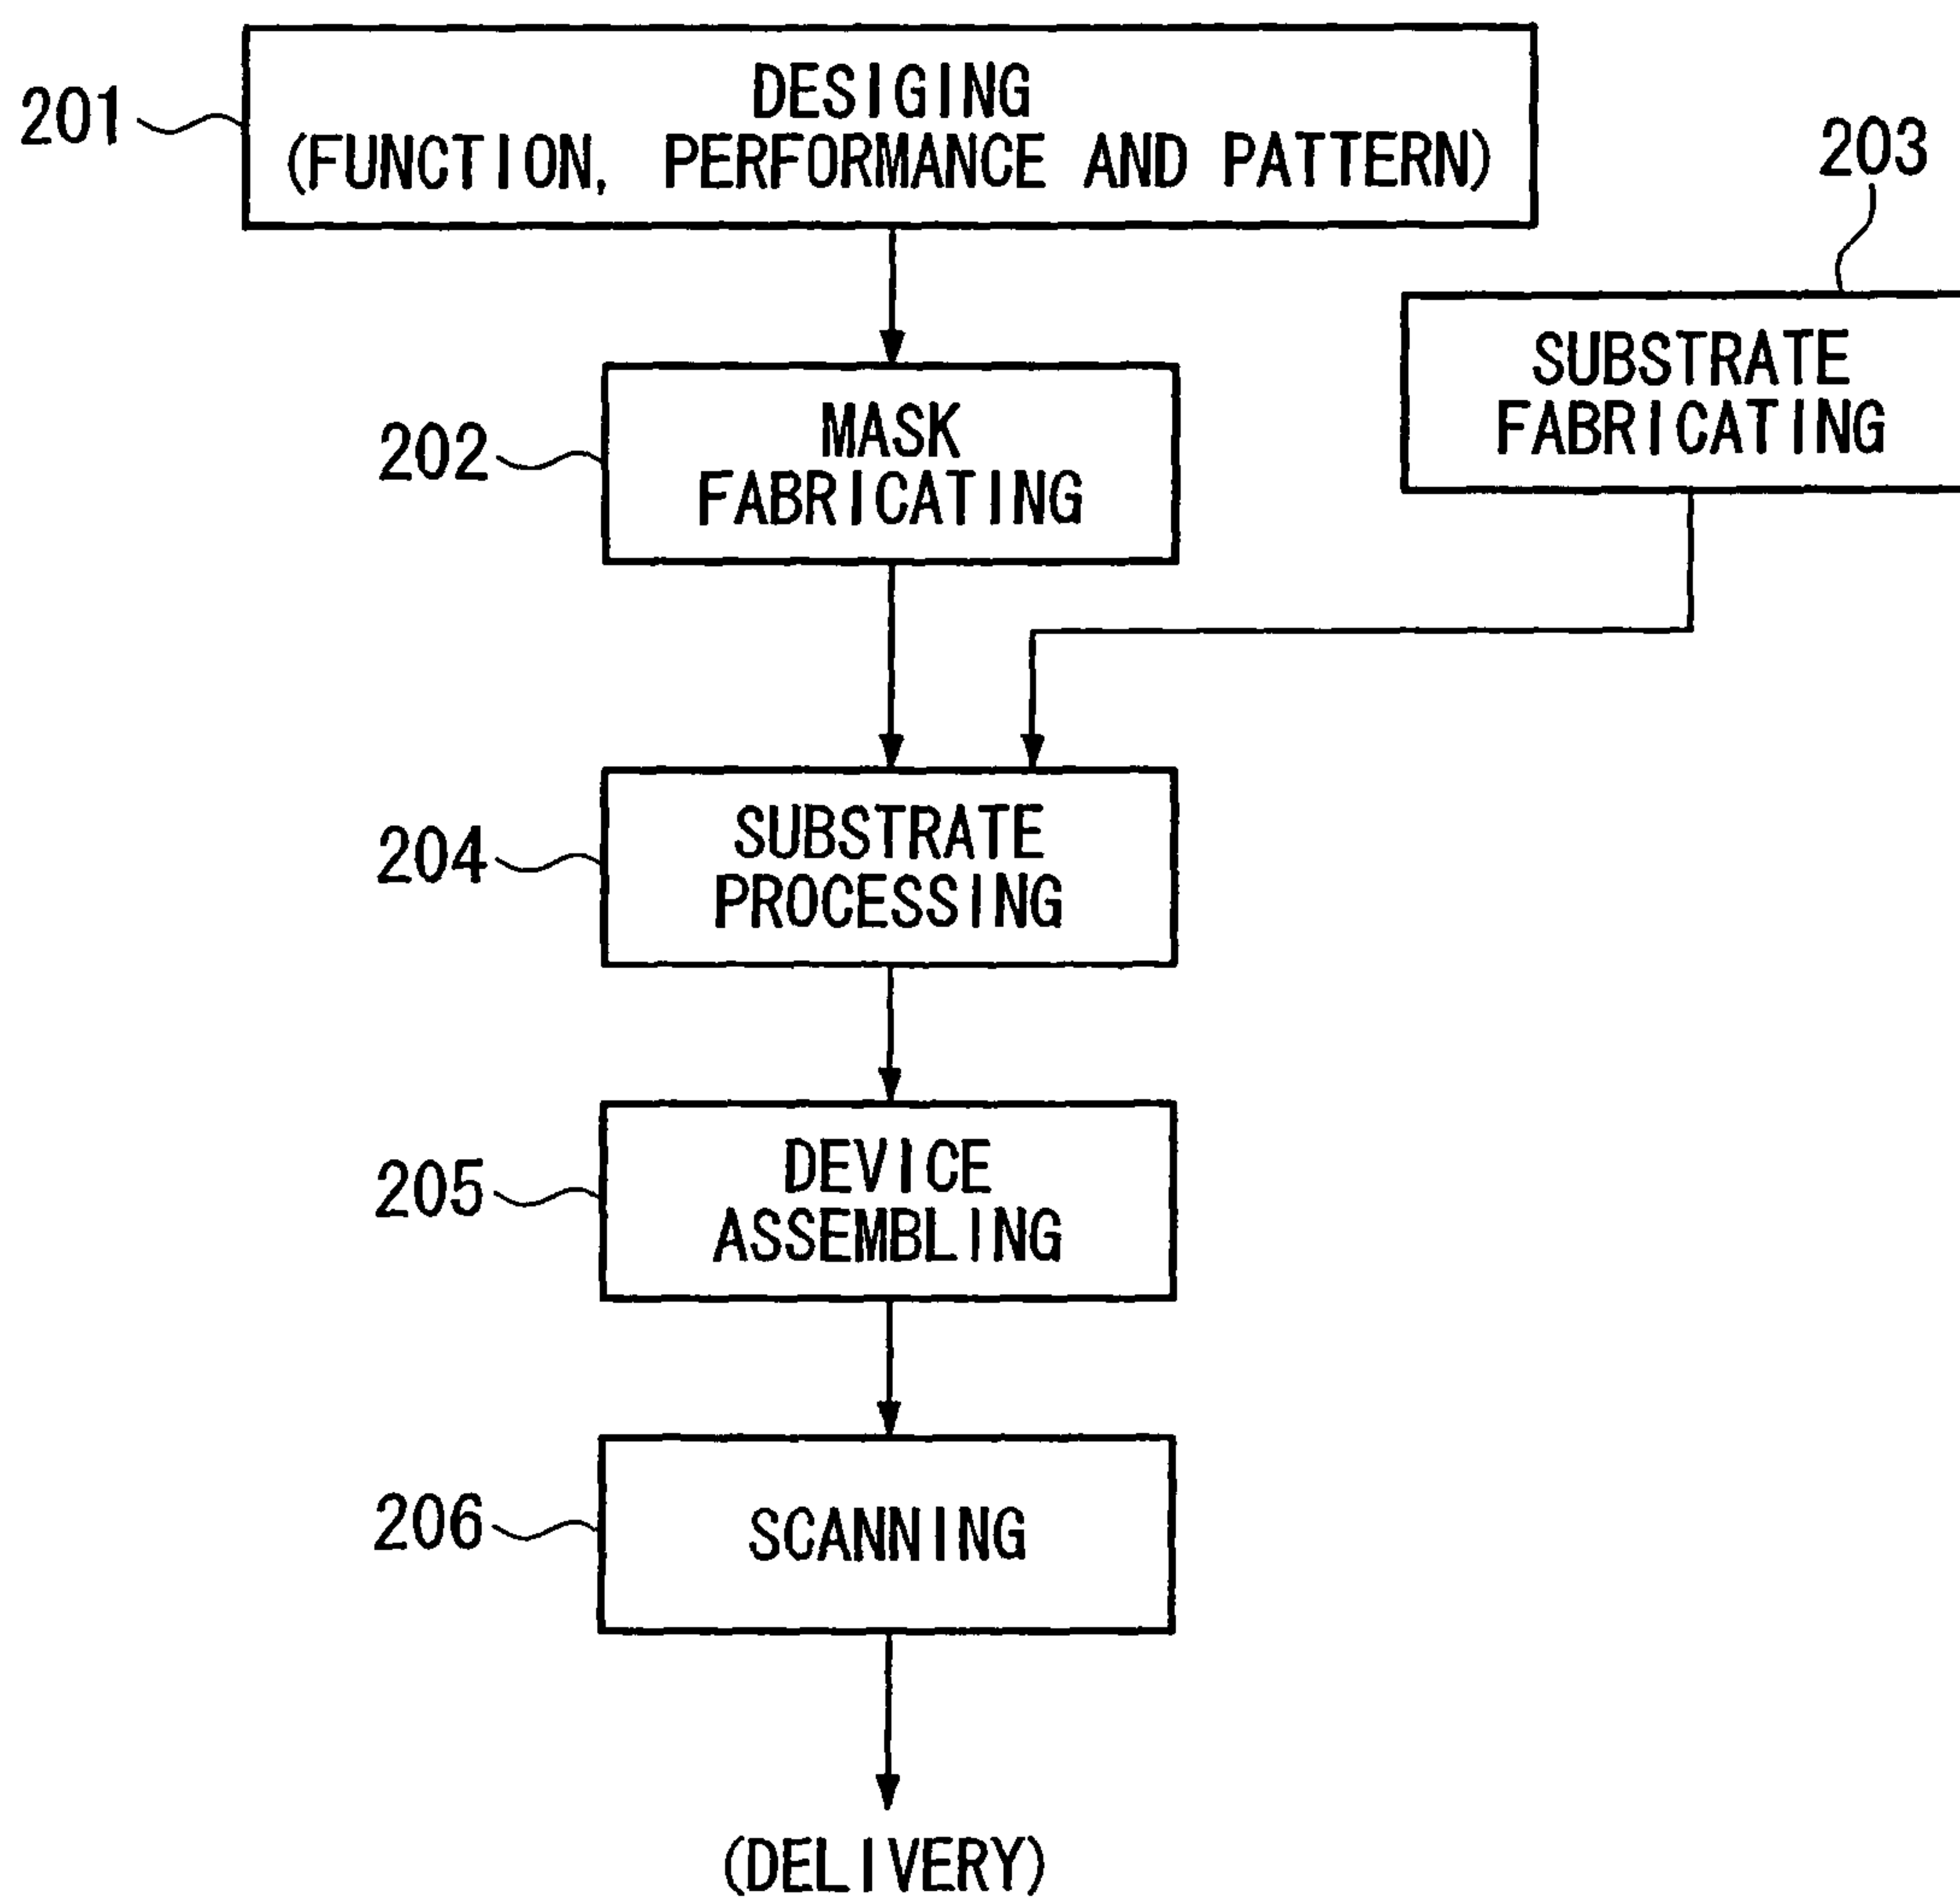 201
DESIGING
(FUNCTION, PERFORMANCE AND PATTERN)
203
SUBSTRATE
FABRICATING
202
MASK
FABRICATING
204
SUBSTRATE
PROCESSING
205
DEVICE
ASSEMBLING
206
SCANNING
(DELIVERY)